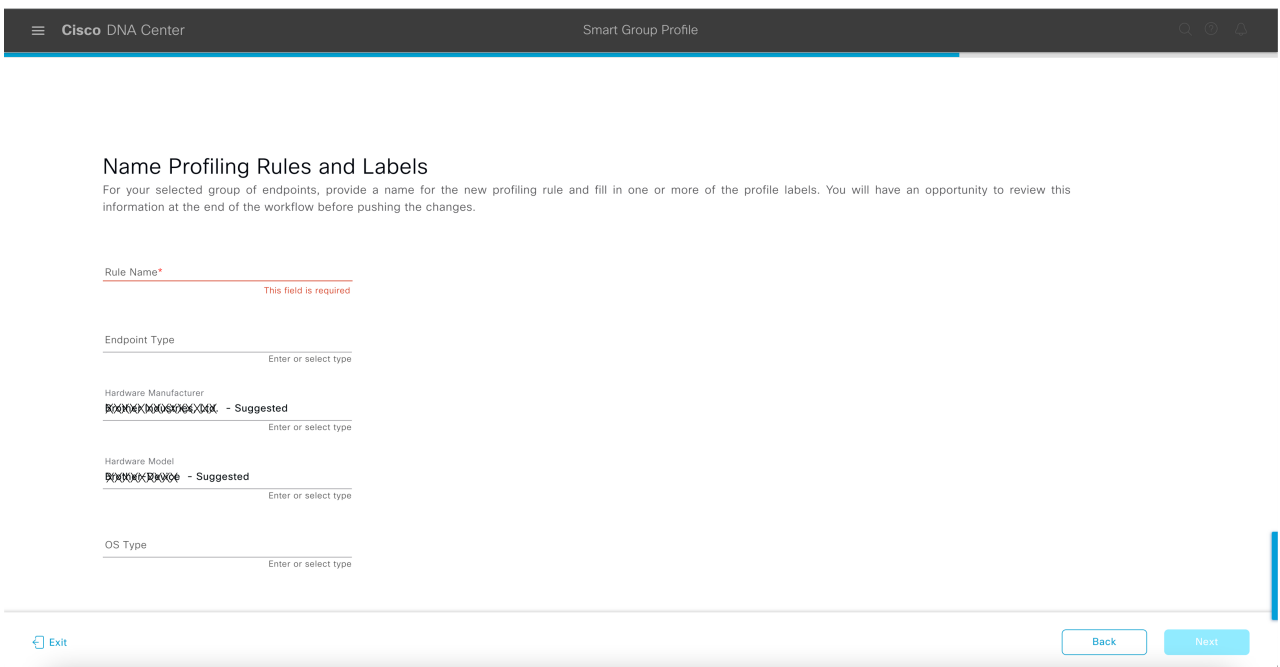 Cisco DNA Center
Smart Group Profile
Name Profiling Rules and Labels
For your selected group of endpoints, provide a name for the new profiling rule and fill in one or more of the profile labels. You will have an opportunity to review this
information at the end of the workflow before pushing the changes.
Rule Name*
This field is required
Endpoint Type
Enter or select type
Hardware Manufacturer
- Suggested
Enter or select type
Hardware Model
- Suggested
Enter or select type
OS Type
Enter or select type
Exit
Back
Next